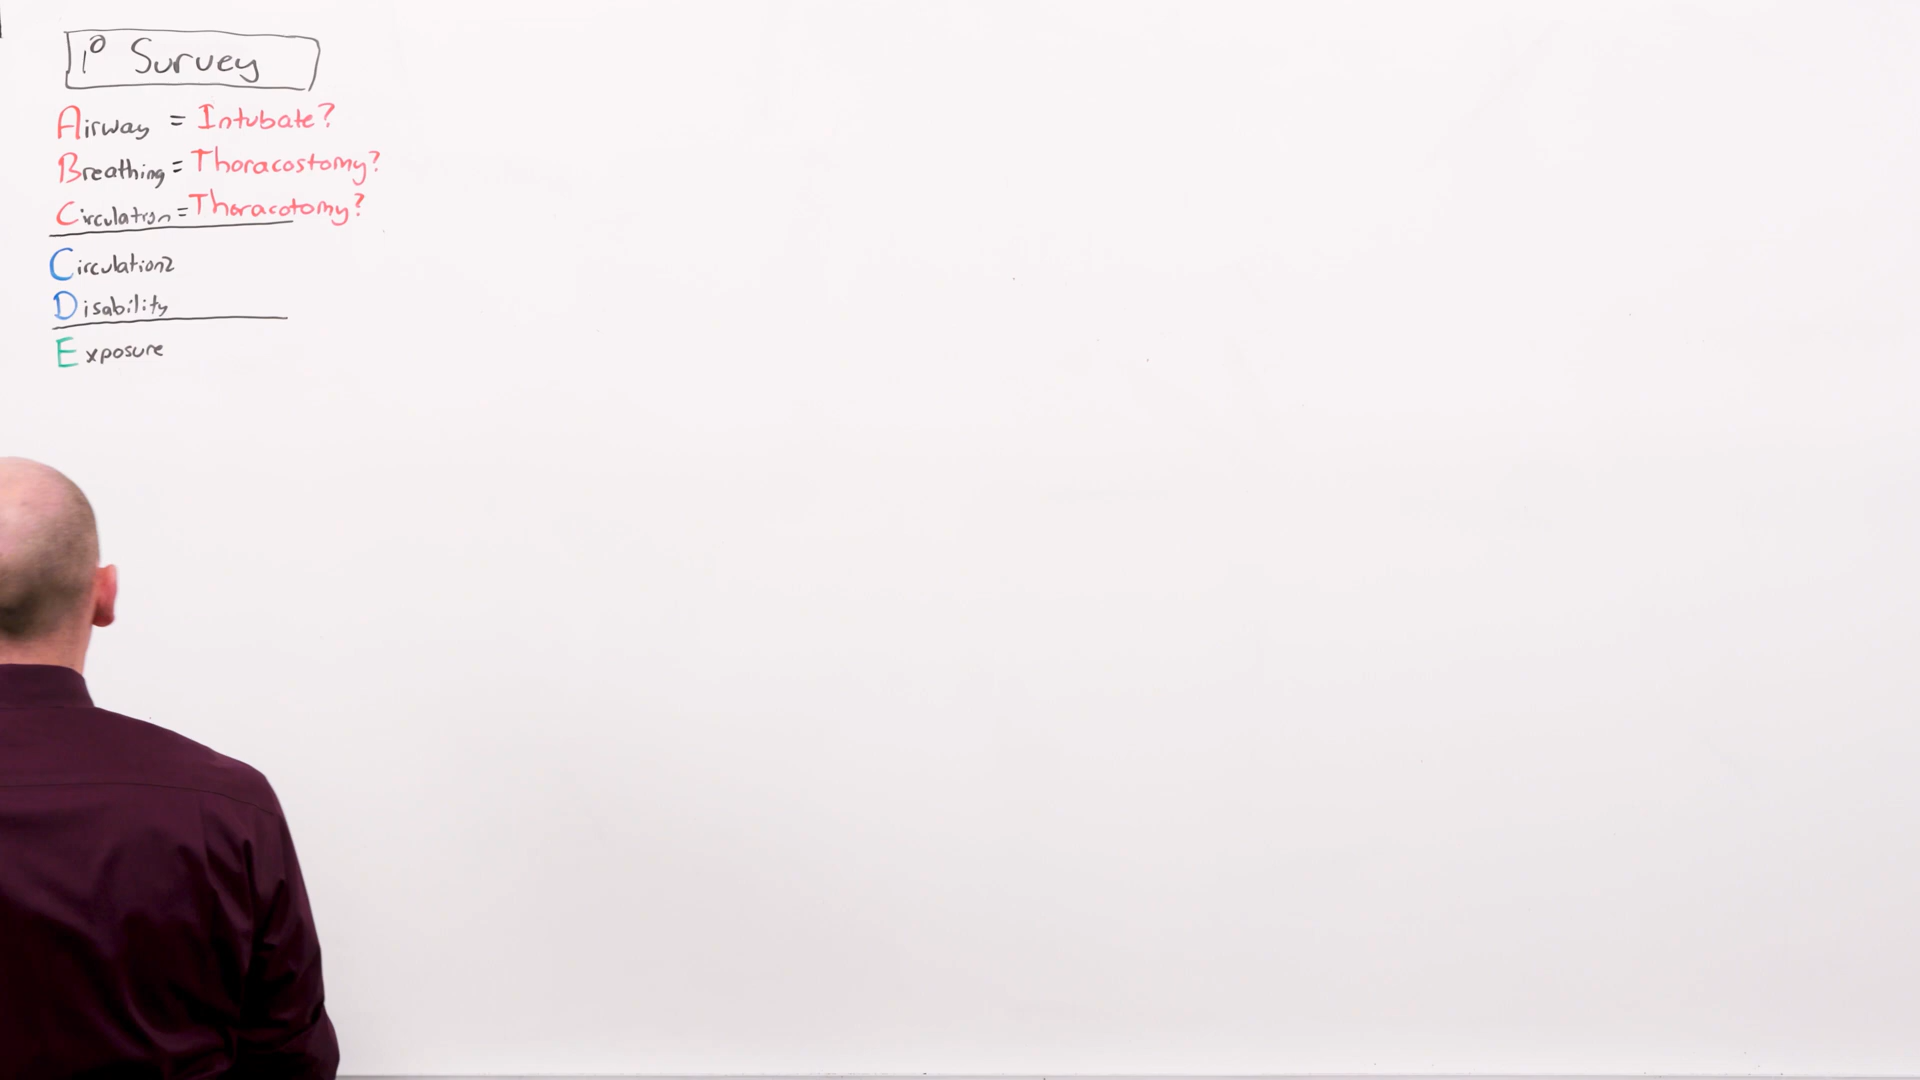 1° Survey
Airway = Intubate?
Breathing = Thoracostomy?
Circulation = Thoracotomy?
Circulation2
Disability
Exposure